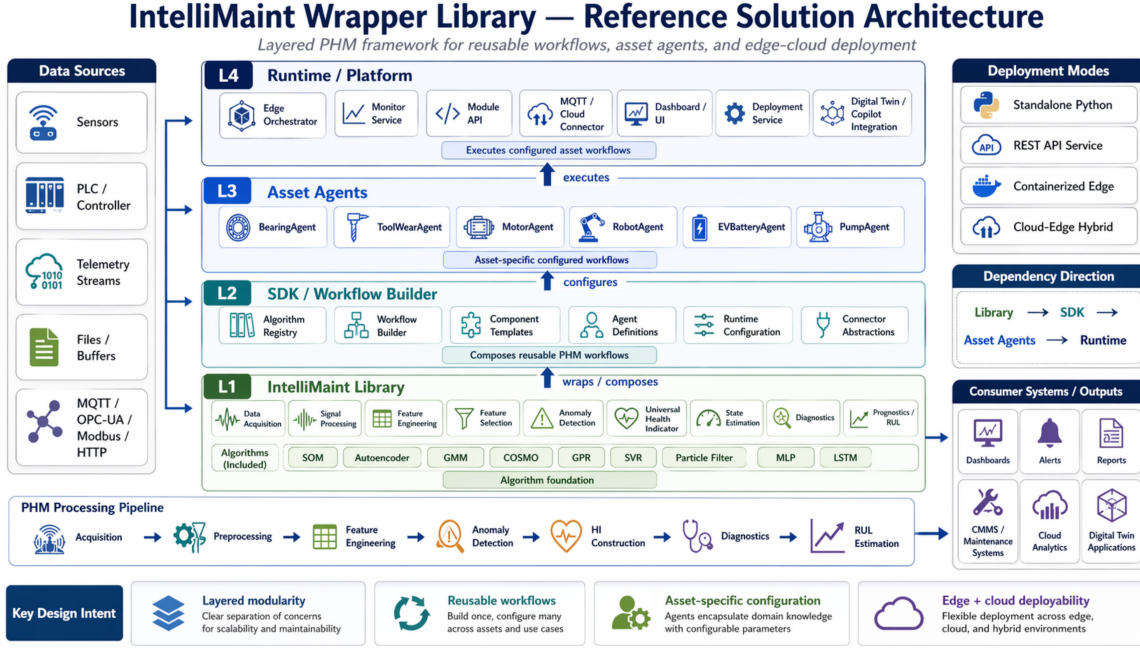 IntelliMaint Wrapper Library — Reference Solution Architecture
Layered PHM framework for reusable workflows, asset agents, and edge-cloud deployment
Data Sources
Sensors
PLC /
Controller
Telemetry
Streams
1010
0101
Files /
Buffers
MQTT /
OPC-UA /
Modbus /
HTTP
L4
Runtime / Platform
Edge
Orchestrator
Monitor
Service
</>
Module
API
MQTT /
Cloud
Connector
Dashboard /
UI
Deployment
Service
Digital Twin /
Copilot
Integration
Executes configured asset workflows
executes
L3
Asset Agents
BearingAgent
ToolWearAgent
MotorAgent
RobotAgent
EVBatteryAgent
PumpAgent
Asset-specific configured workflows
configures
L2
SDK / Workflow Builder
Algorithm
Registry
Workflow
Builder
Component
Templates
Agent
Definitions
Runtime
Configuration
Connector
Abstractions
Composes reusable PHM workflows
wraps / composes
L1
IntelliMaint Library
Data
Acquisition
Signal
Processing
Feature
Engineering
Feature
Selection
Anomaly
Detection
Universal
Health
Indicator
State
Estimation
Diagnostics
Prognostics /
RUL
Algorithms
(Included)
SOM
Autoencoder
GMM
COSMO
GPR
SVR
Particle Filter
MLP
LSTM
Algorithm foundation
Deployment Modes
Standalone Python
API
REST API Service
Containerized Edge
Cloud-Edge Hybrid
Dependency Direction
Library → SDK →
Asset Agents → Runtime
Consumer Systems / Outputs
Dashboards
Alerts
Reports
CMMS /
Maintenance
Systems
Cloud
Analytics
Digital Twin
Applications
PHM Processing Pipeline
Acquisition
Preprocessing
Feature
Engineering
Anomaly
Detection
HI
Construction
Diagnostics
RUL
Estimation
Key Design Intent
Layered modularity
Clear separation of concerns
for scalability and maintainability
Reusable workflows
Build once, configure many
across assets and use cases
Asset-specific configuration
Agents encapsulate domain knowledge
with configurable parameters
Edge + cloud deployability
Flexible deployment across edge,
cloud, and hybrid environments